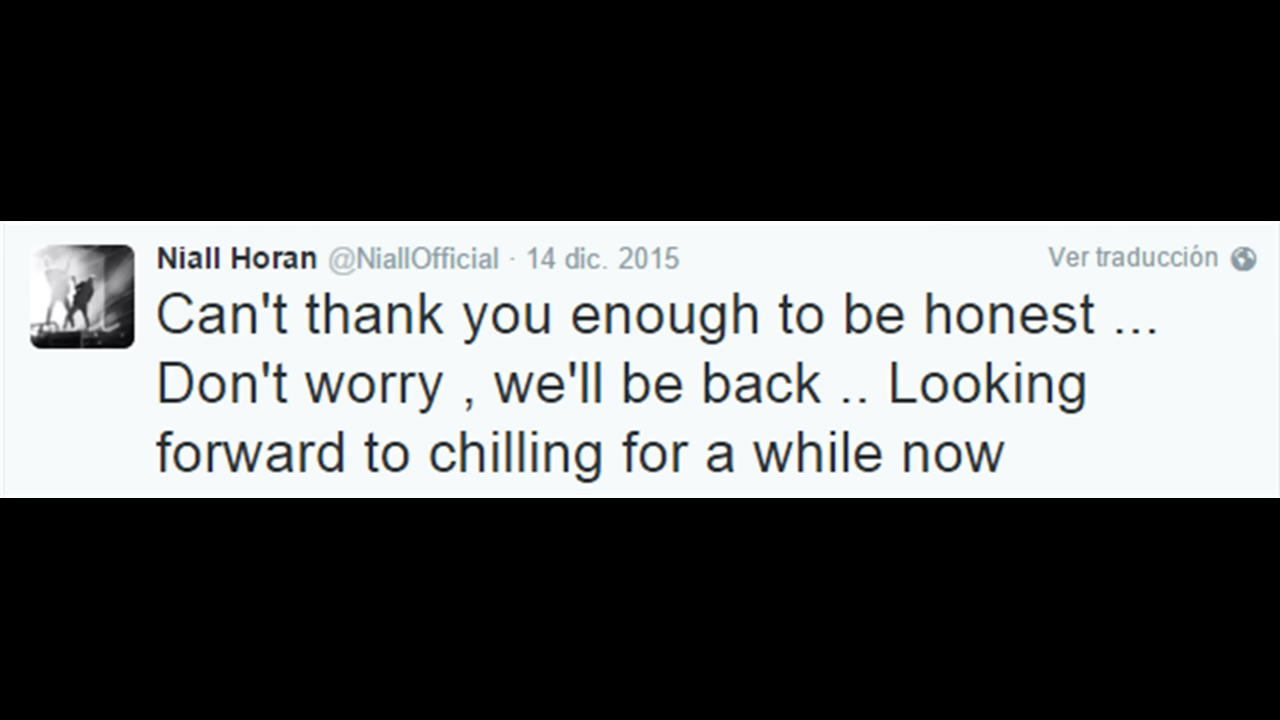 Niall Horan @NiallOfficial · 14 dic. 2015 Ver traducción
Can't thank you enough to be honest ...
Don't worry , we'll be back .. Looking
forward to chilling for a while now